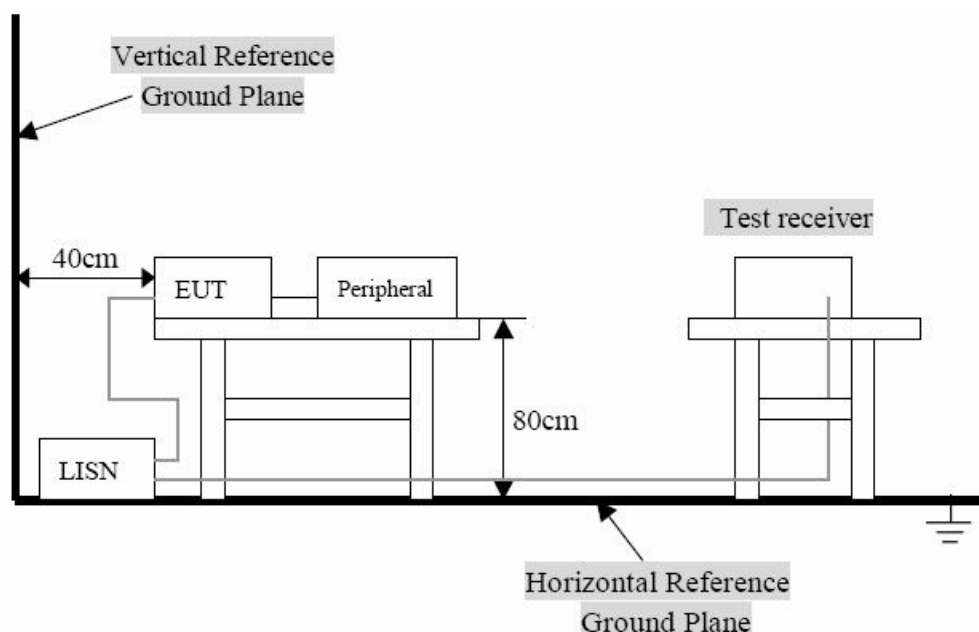 Vertical Reference
Ground Plane
Test receiver
40cm
EUT
Peripheral
80cm
LISN
Horizontal Reference
Ground Plane